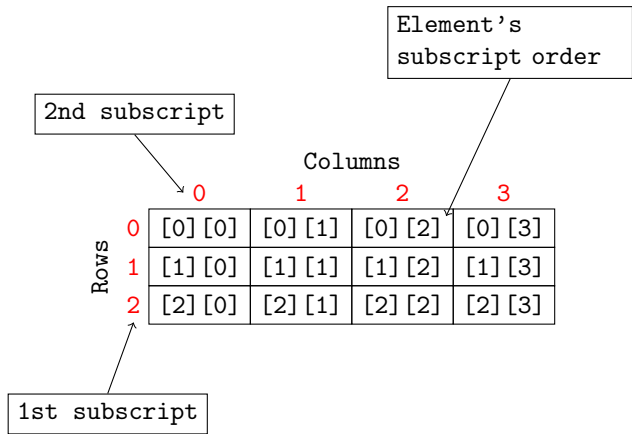 Element's
subscript order
2nd subscript
Columns
0 1 2 3
Rows
0 [0][0] [0][1] [0][2] [0][3]
1 [1][0] [1][1] [1][2] [1][3]
2 [2][0] [2][1] [2][2] [2][3]
1st subscript